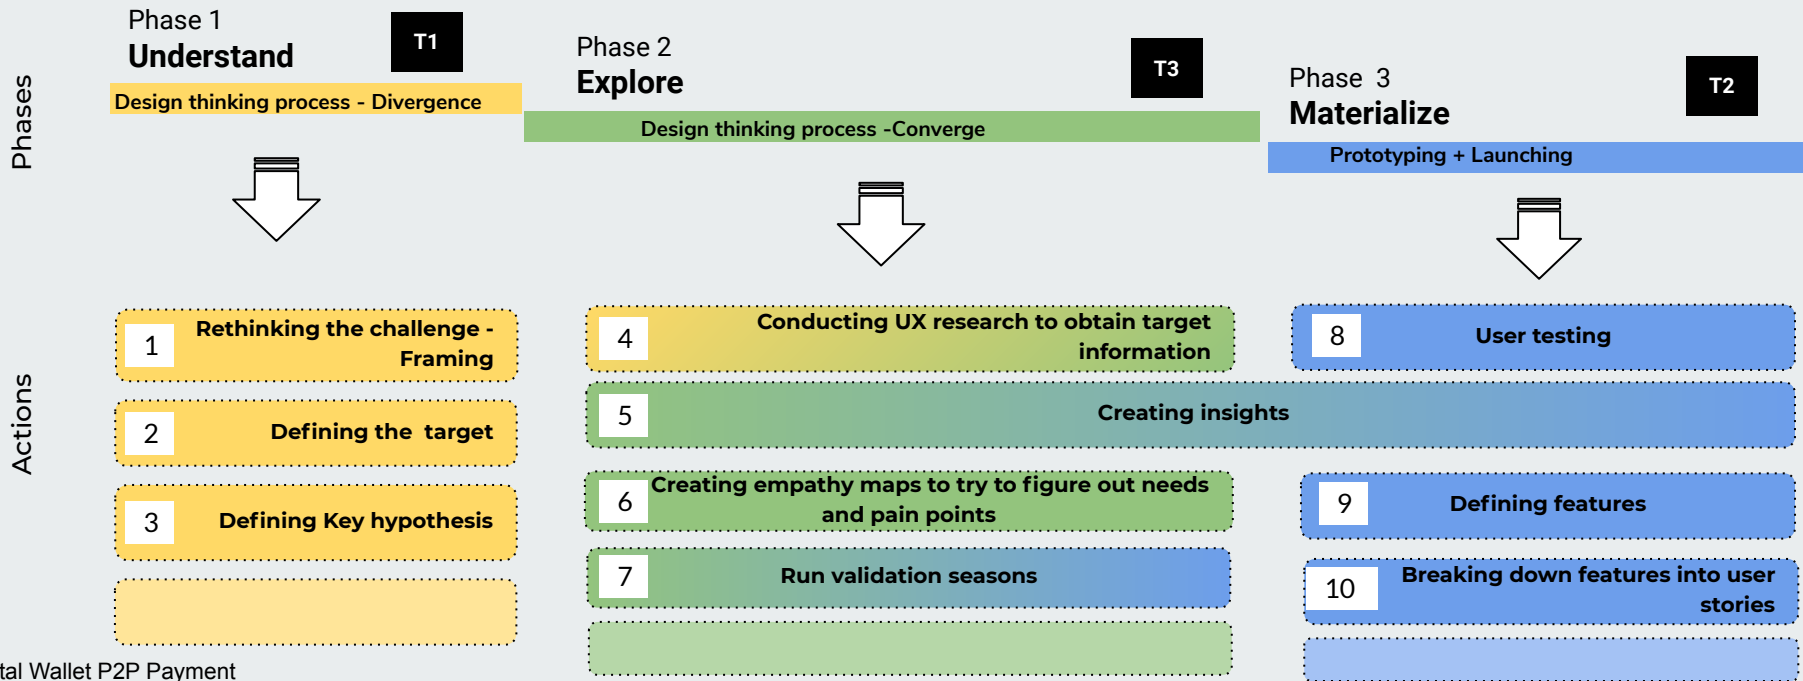 Phases
Phase 1
Understand
T1
Design thinking process - Divergence
Phase 2
Explore
T3
Design thinking process -Converge
Phase  3
Materialize
T2
Prototyping + Launching
Actions
1
Rethinking the challenge -
Framing
2
Defining the  target
3
Defining Key hypothesis
4
Conducting UX research to obtain target
information
5
Creating insights
6
Creating empathy maps to try to figure out needs
and pain points
7
Run validation seasons
8
User testing
9
Defining features
10
Breaking down features into user
stories
tal Wallet P2P Payment